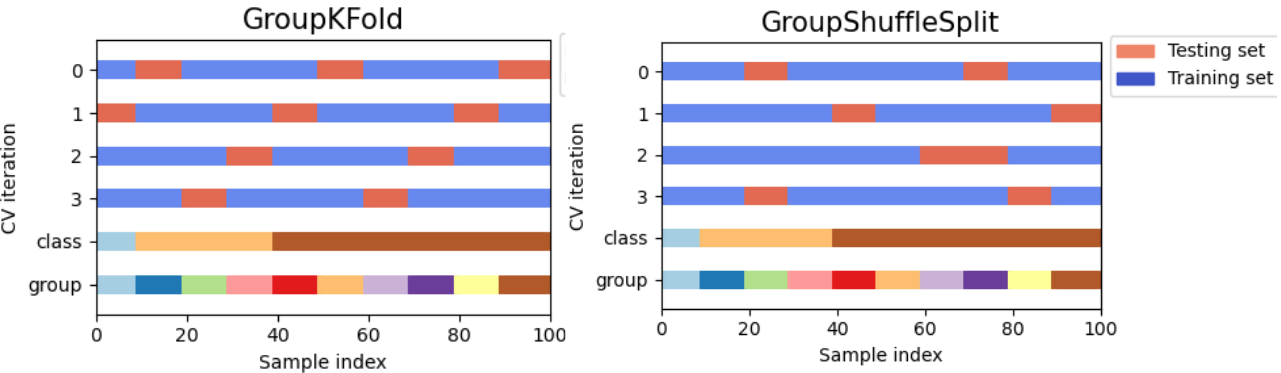 GroupKFold
0
1
2
3
class
group
CV iteration
0 20 40 60 80 100
Sample index
GroupShuffleSplit
0
1
2
3
class
group
CV iteration
0 20 40 60 80 100
Sample index
Testing set
Training set